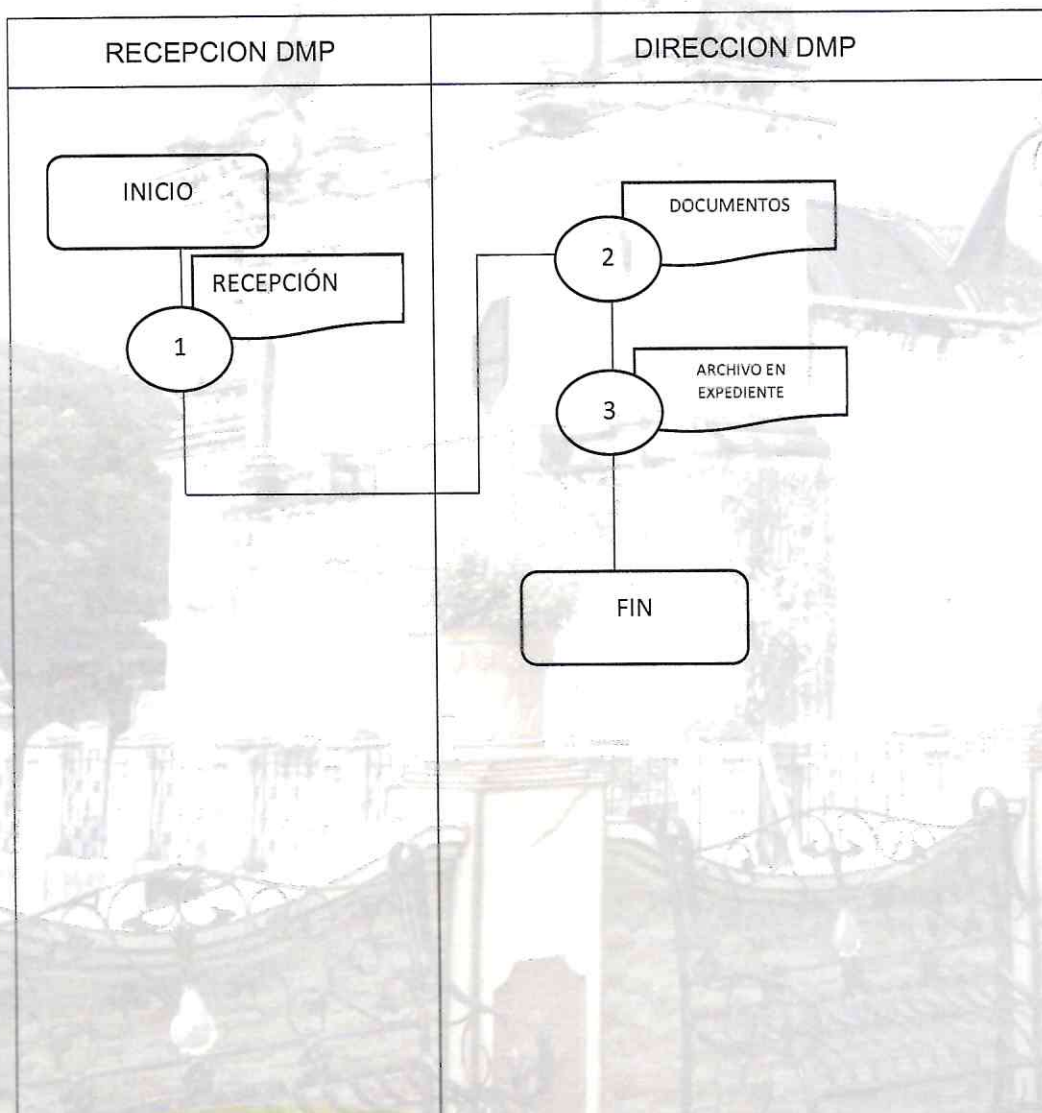 RECEPCION DMP
DIRECCION DMP
INICIO
RECEPCIÓN
1
DOCUMENTOS
2
ARCHIVO EN
EXPEDIENTE
3
FIN